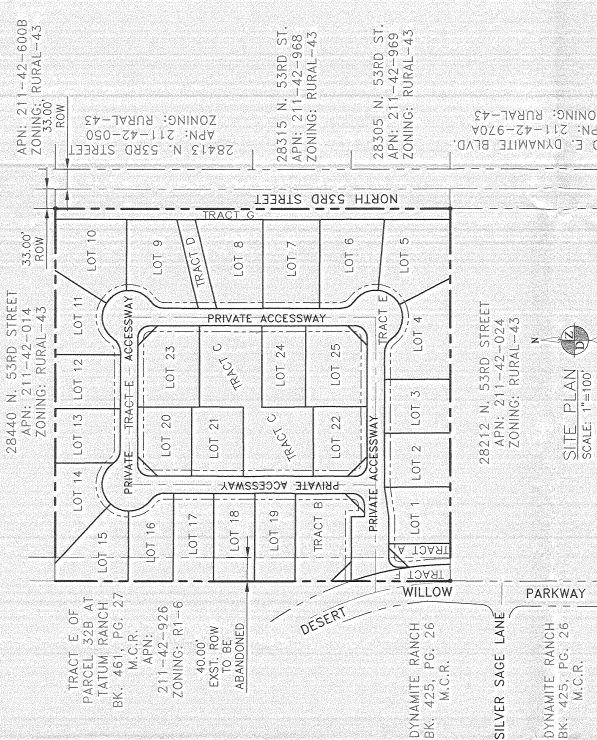 APN: 211-42-600B
ZONING: RURAL-43
33.00'
ROW
28413 N. 53RD STREET
APN: 211-42-050
ZONING: RURAL-43
28315 N. 53RD ST.
APN: 211-42-968
ZONING: RURAL-43
28305 N. 53RD ST.
APN: 211-42-969
ZONING: RURAL-43
E. DYNAMITE BLVD.
APN: 211-42-970A
ZONING: RURAL-43
NORTH 53RD STREET
TRACT G
33.00'
ROW
LOT 10
LOT 9
TRACT D
LOT 8
LOT 7
LOT 6
LOT 5
28440 N. 53RD STREET
APN: 211-42-014
ZONING: RURAL-43
LOT 11
PRIVATE ACCESSWAY
TRACT E
LOT 4
LOT 12
PRIVATE TRACT E ACCESSWAY
LOT 23
TRACT C
LOT 24
LOT 25
LOT 3
28212 N. 53RD STREET
APN: 211-42-024
ZONING: RURAL-43
N
SITE PLAN
SCALE: 1"=100'
LOT 13
LOT 20
LOT 21
TRACT C
LOT 22
PRIVATE ACCESSWAY
LOT 2
LOT 14
PRIVATE ACCESSWAY
LOT 15
LOT 16
LOT 17
LOT 18
LOT 19
TRACT B
LOT 1
TRACT A
TRACT F
TRACT E OF
PARCEL 32B AT
TATUM RANCH
BK. 461, PG. 27
M.C.R.
APN:
211-42-926
ZONING: R1-6
40.00'
EXST. ROW
TO BE
ABANDONED
DESERT
WILLOW
PARKWAY
DYNAMITE RANCH
BK. 425, PG. 26
M.C.R.
SILVER SAGE LANE
DYNAMITE RANCH
BK. 425, PG. 26
M.C.R.